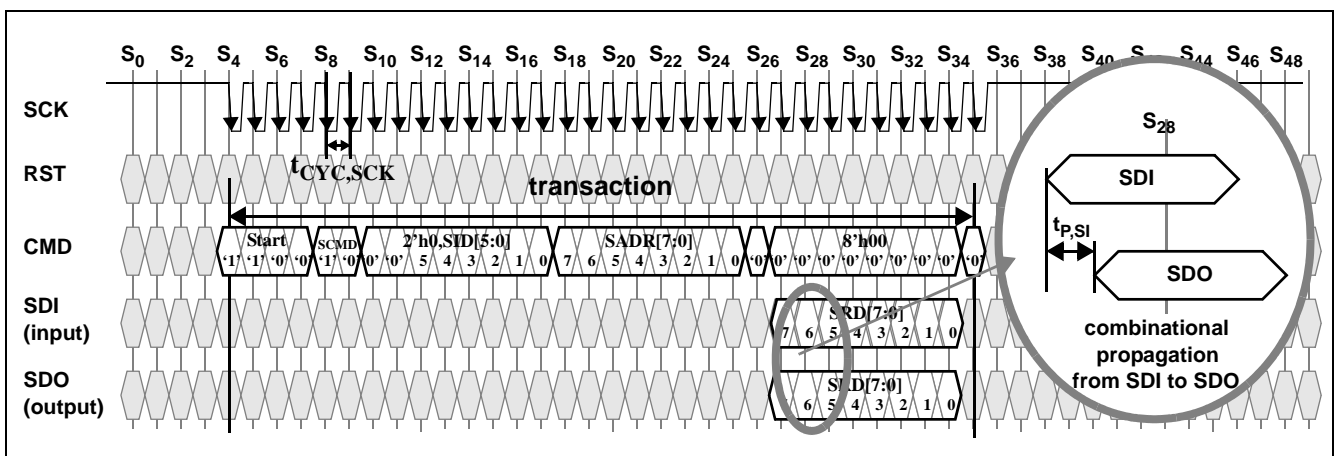 S0 S2 S4 S6 S8 S10 S12 S14 S16 S18 S20 S22 S24 S26 S28 S30 S32 S34 S36 S38 S40 S44 S46 S48
SCK
S28
RST
tCYC,SCK
transaction
SDI
CMD
Start
SCMD
2'h0,SID[5:0]
SADR[7:0]
8'h00
'1' '1' '0' '0' '1' '0' '0' '0' 5 4 3 2 1 0 7 6 5 4 3 2 1 0 '0' '0' '0' '0' '0' '0' '0' '0' '0' '0'
tP,SI
SDO
SDI
(input)
SRD[7:0]
7 6 5 4 3 2 1 0
combinational
propagation
from SDI to SDO
SDO
(output)
SRD[7:0]
6 5 4 3 2 1 0